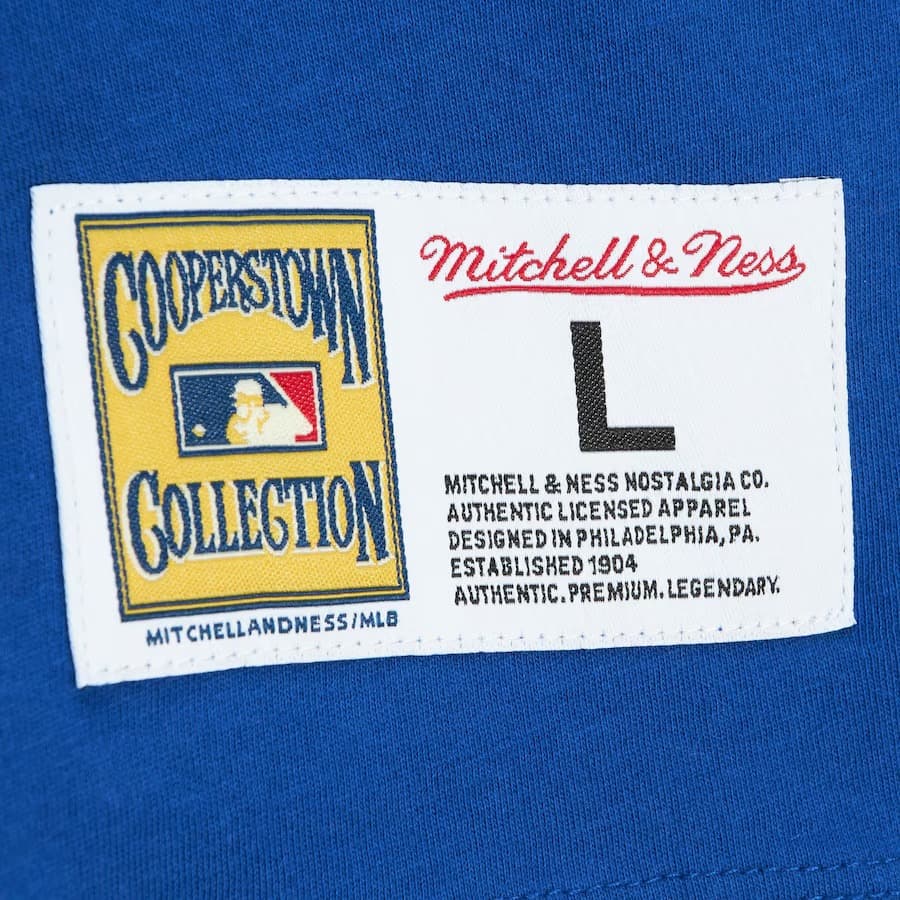 COOPERSTOWN
COLLECTION
MITCHELLANDNESS/MLB
Mitchell & Ness
L
MITCHELL & NESS NOSTALGIA CO.
AUTHENTIC LICENSED APPAREL
DESIGNED IN PHILADELPHIA, PA.
ESTABLISHED 1904
AUTHENTIC. PREMIUM. LEGENDARY.